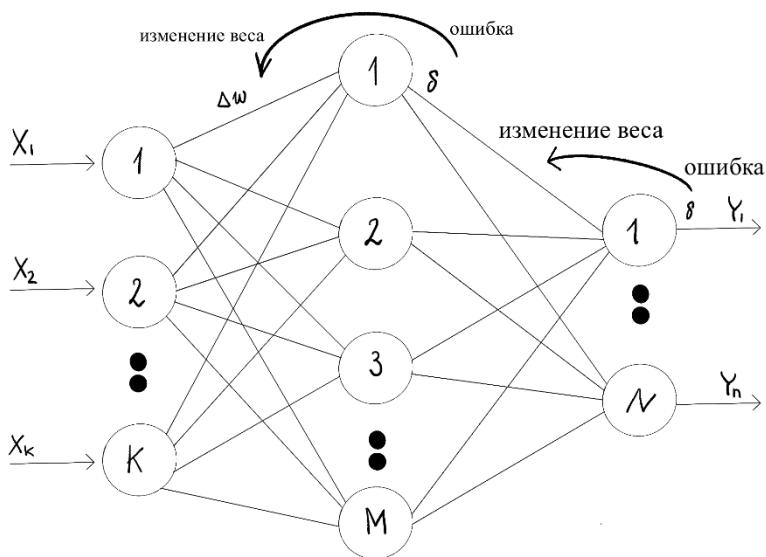 изменение веса
ошибка
1
Δw
δ
X₁
1
изменение веса
ошибка
δ
Y₁
2
1
X₂
2
3
Yₙ
N
Xₖ
K
M